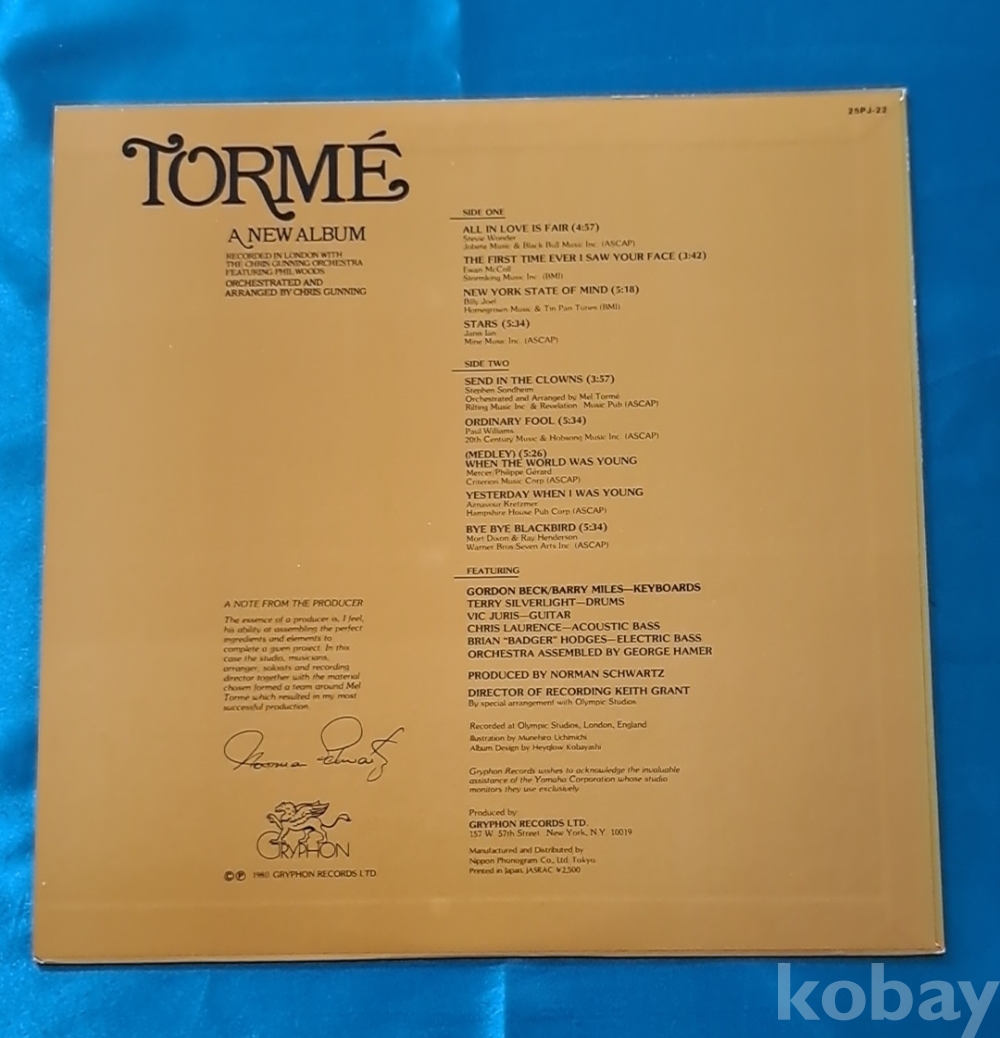 25PJ-22
TORMÉ
A NEW ALBUM
RECORDED IN LONDON WITH
THE CHRIS GUNNING ORCHESTRA
FEATURING PHIL WOODS
ORCHESTRATED AND
ARRANGED BY CHRIS GUNNING
SIDE ONE
ALL IN LOVE IS FAIR (4:57)
Stevie Wonder
Jobete Music & Black Bull Music Inc. (ASCAP)
THE FIRST TIME EVER I SAW YOUR FACE (3:42)
Ewan McColl
Stormking Music Inc. (BMI)
NEW YORK STATE OF MIND (5:18)
Billy Joel
Homegrown Music & Tin Pan Tunes (BMI)
STARS (5:34)
Janis Ian
Mine Music Inc. (ASCAP)
SIDE TWO
SEND IN THE CLOWNS (3:57)
Stephen Sondheim
Orchestrated and Arranged by Mel Tormé
Rilting Music Inc. & Revelation Music Pub (ASCAP)
ORDINARY FOOL (5:34)
Paul Williams
20th Century Music & Hobsong Music Inc. (ASCAP)
(MEDLEY) (5:26)
WHEN THE WORLD WAS YOUNG
Mercer/Philippe Gérard
Criterion Music Corp (ASCAP)
YESTERDAY WHEN I WAS YOUNG
Aznavour Kretzmer
Hampshire House Pub Corp (ASCAP)
BYE BYE BLACKBIRD (5:34)
Mort Dixon & Ray Henderson
Warner Bros Seven Arts Inc. (ASCAP)
FEATURING
GORDON BECK/BARRY MILES—KEYBOARDS
TERRY SILVERLIGHT—DRUMS
VIC JURIS—GUITAR
CHRIS LAURENCE—ACOUSTIC BASS
BRIAN "BADGER" HODGES—ELECTRIC BASS
ORCHESTRA ASSEMBLED BY GEORGE HAMER
PRODUCED BY NORMAN SCHWARTZ
DIRECTOR OF RECORDING KEITH GRANT
By special arrangement with Olympic Studios
Recorded at Olympic Studios, London, England
Illustration by Munehiro Uchimichi
Album Design by Heyqlow Kobayashi
Gryphon Records wishes to acknowledge the invaluable
assistance of the Yamaha Corporation whose studio
monitors they use exclusively
Produced by
GRYPHON RECORDS LTD.
157 W. 57th Street New York, N.Y. 10019
Manufactured and Distributed by
Nippon Phonogram Co., Ltd. Tokyo.
Printed in Japan, JASRAC ¥2,500
A NOTE FROM THE PRODUCER
The essence of a producer is, I feel,
his ability at assembling the perfect
ingredients and elements to
complete a given project. In this
case the studio, musicians,
arranger, soloists and recording
director together with the material
chosen formed a team around Mel
Tormé which resulted in my most
successful production.
Norman Schwartz
GRYPHON
©℗ 1980 GRYPHON RECORDS LTD.
kobay